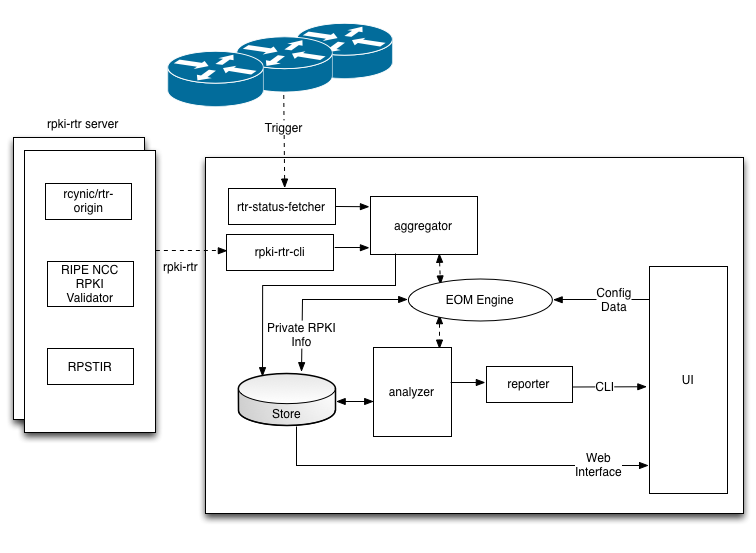 rpki-rtr server
Trigger
rcynic/rtr-
origin
RIPE NCC
RPKI
Validator
RPSTIR
rpki-rtr
rtr-status-fetcher
rpki-rtr-cli
aggregator
EOM Engine
Config
Data
Private RPKI
Info
Store
analyzer
reporter
CLI
UI
Web
Interface